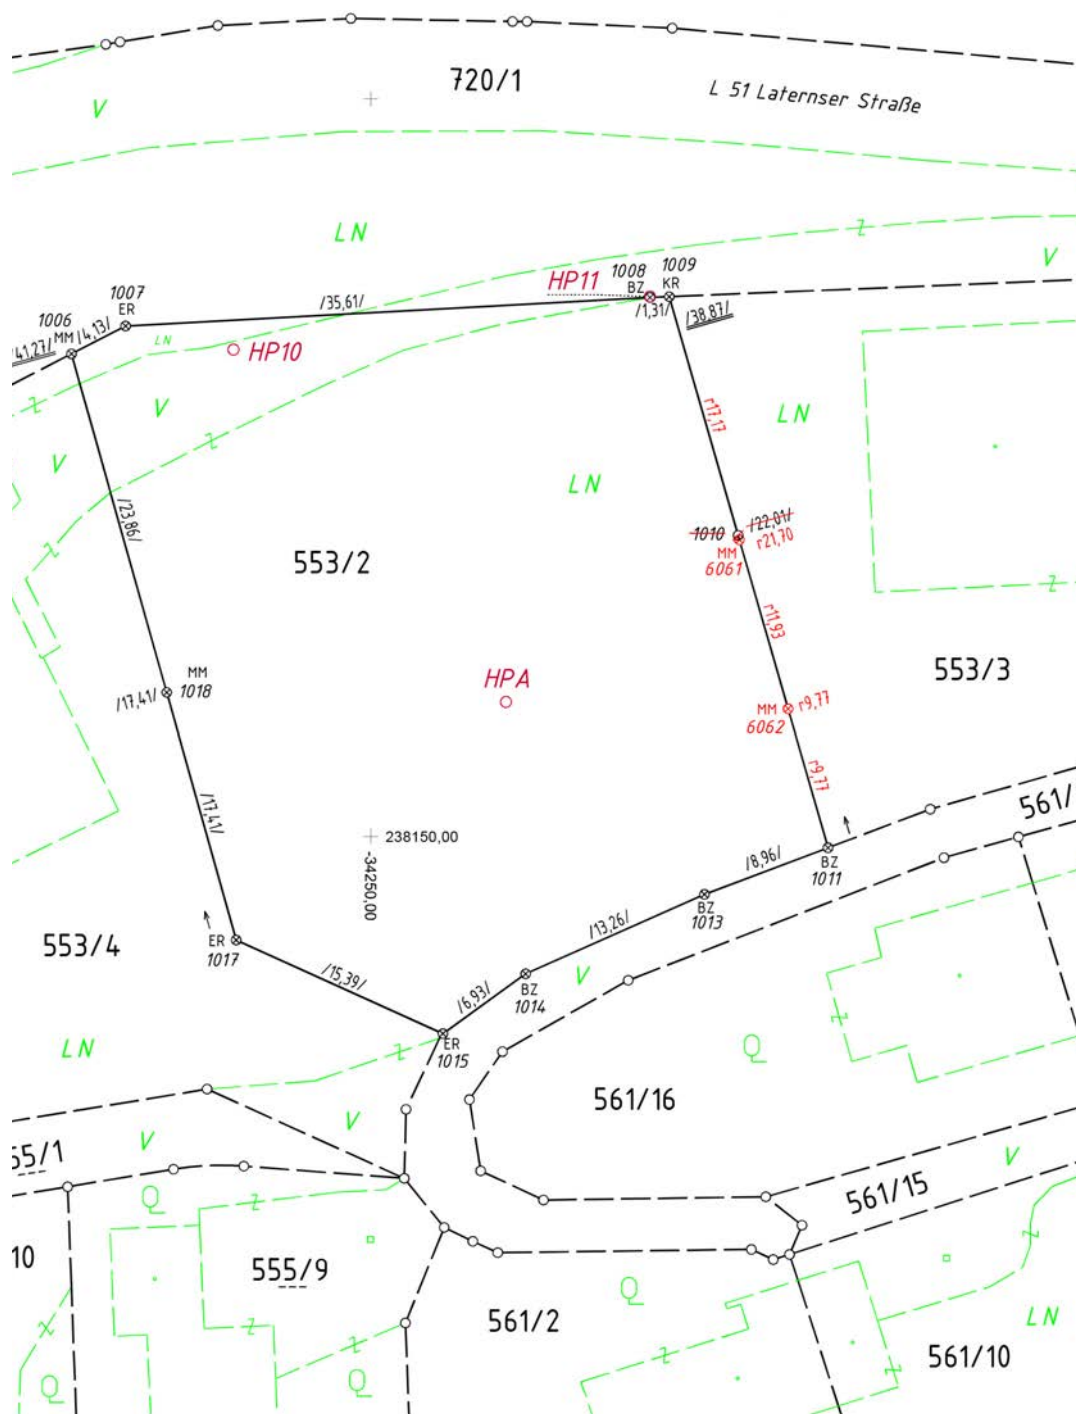 720/1
L 51 Laternser Straße
V
LN
V
HP11
1008
BZ
1009
KR
1007
ER
/35,61/
/1,31/
/38,87/
1006
MM
/4,13/
41,27/
LN
HP10
Z
V
Z
Z
V
r17,17
LN
LN
/23,86/
1010
/22,01/
r21,70
MM
6061
553/2
Z
Z
r11,93
553/3
MM
1018
/17,41/
HPA
MM
6062
r9,77
r9,77
561/
238150,00
-34250,00
/17,41/
/8,96/
BZ
1011
BZ
1013
ER
1017
553/4
/13,26/
/15,39/
V
BZ
1014
/6,93/
ER
1015
Z
LN
Z
Q
561/16
V
V
55/1
V
561/15
Q
Z
Z
10
555/9
Q
561/2
LN
Z
Z
Z
Z
Z
561/10
Q
Q